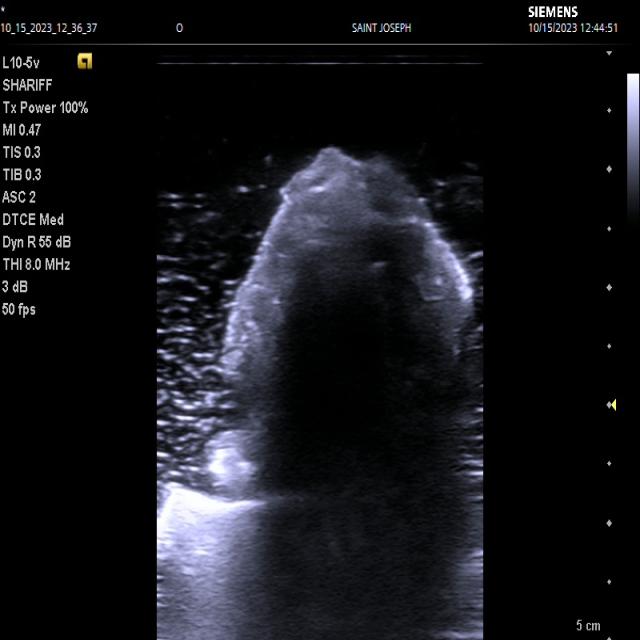 SIEMENS
10_15_2023_12_36_37 O SAINT JOSEPH 10/15/2023 12:44:51
L10-5v
SHARIFF
Tx Power 100%
MI 0.47
TIS 0.3
TIB 0.3
ASC 2
DTCE Med
Dyn R 55 dB
THI 8.0 MHz
3 dB
50 fps
5 cm